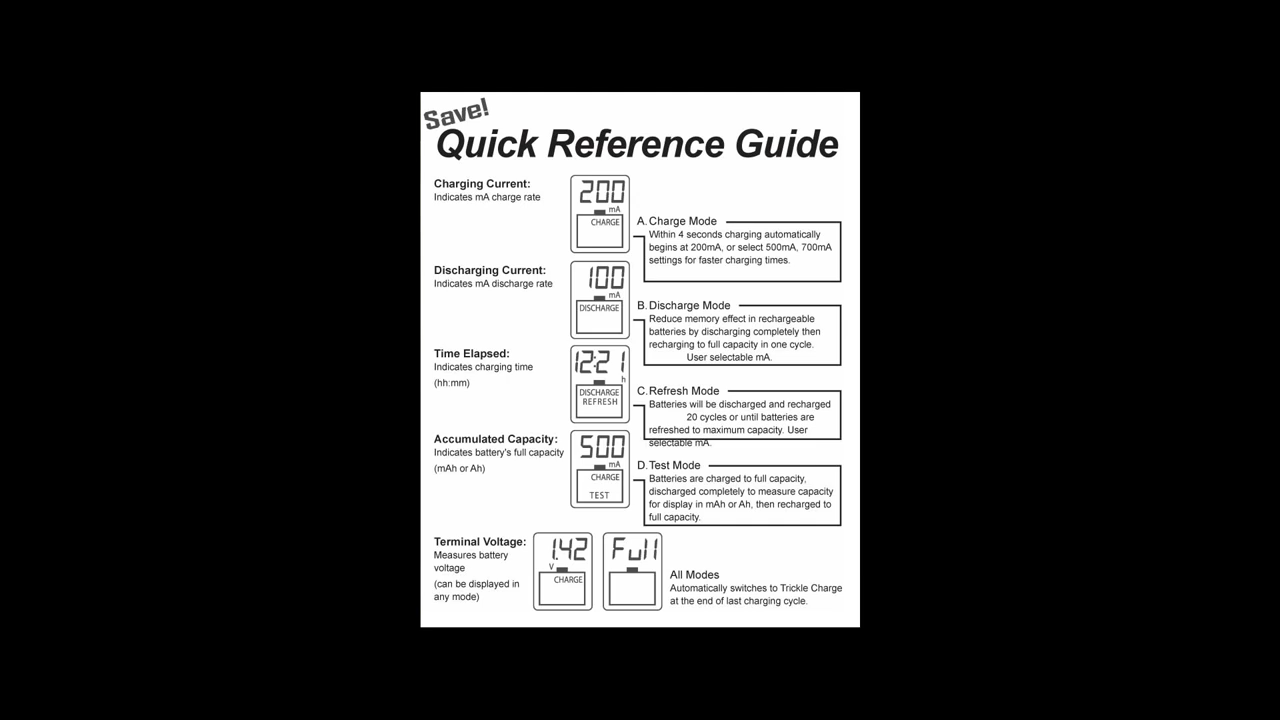 Save!
Quick Reference Guide
Charging Current:
Indicates mA charge rate
200
mA
CHARGE
A. Charge Mode
Within 4 seconds charging automatically
begins at 200mA, or select 500mA, 700mA
settings for faster charging times.
Discharging Current:
Indicates mA discharge rate
100
mA
DISCHARGE
B. Discharge Mode
Reduce memory effect in rechargeable
batteries by discharging completely then
recharging to full capacity in one cycle.
User selectable mA.
Time Elapsed:
Indicates charging time
(hh:mm)
12:21
h
DISCHARGE
REFRESH
C. Refresh Mode
Batteries will be discharged and recharged
20 cycles or until batteries are
refreshed to maximum capacity. User
selectable mA.
Accumulated Capacity:
Indicates battery's full capacity
(mAh or Ah)
500
mA
CHARGE
TEST
D. Test Mode
Batteries are charged to full capacity,
discharged completely to measure capacity
for display in mAh or Ah, then recharged to
full capacity.
Terminal Voltage:
Measures battery
voltage
(can be displayed in
any mode)
1.42
V
CHARGE
Full
All Modes
Automatically switches to Trickle Charge
at the end of last charging cycle.